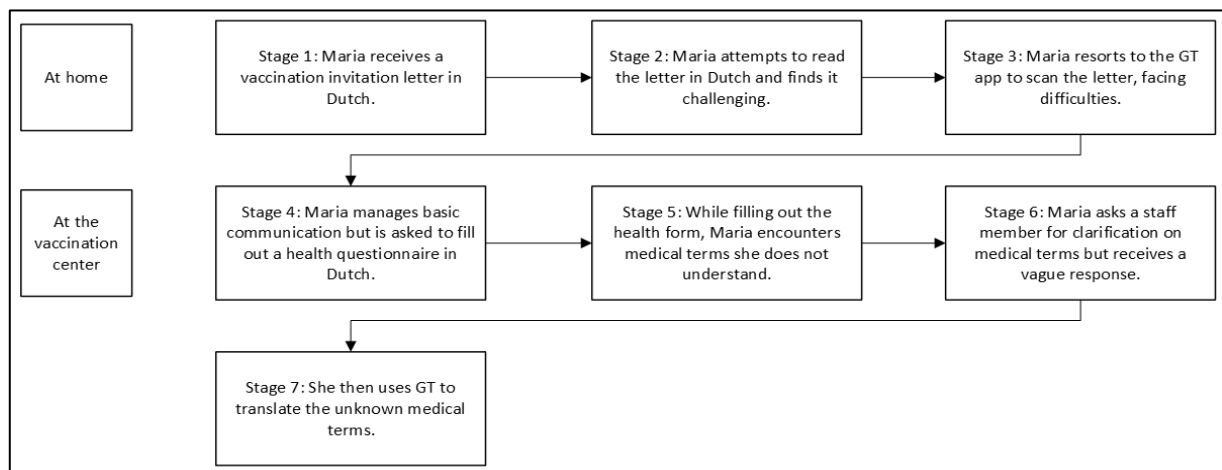 At home
Stage 1: Maria receives a
vaccination invitation letter in
Dutch.
Stage 2: Maria attempts to read
the letter in Dutch and finds it
challenging.
Stage 3: Maria resorts to the GT
app to scan the letter, facing
difficulties.
At the
vaccination
center
Stage 4: Maria manages basic
communication but is asked to fill
out a health questionnaire in
Dutch.
Stage 5: While filling out the
health form, Maria encounters
medical terms she does not
understand.
Stage 6: Maria asks a staff
member for clarification on
medical terms but receives a
vague response.
Stage 7: She then uses GT to
translate the unknown medical
terms.